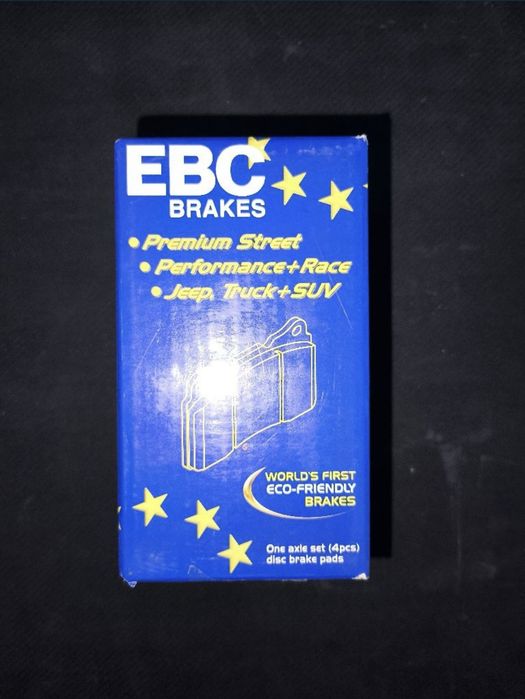 EBC
BRAKES
• Premium Street
• Performance+Race
• Jeep, Truck+SUV
WORLD'S FIRST
ECO-FRIENDLY
BRAKES
One axle set (4pcs)
disc brake pads